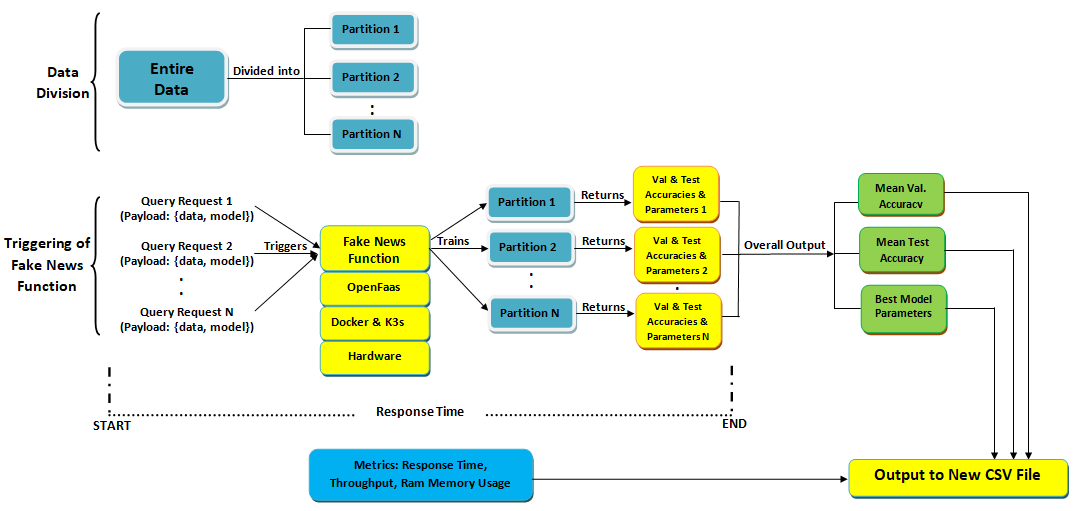 Data
Division
Entire
Data
Divided into
Partition 1
Partition 2
:
Partition N
Triggering of
Fake News
Function
Query Request 1
(Payload: {data, model})
Query Request 2
(Payload: {data, model})
:
Query Request N
(Payload: {data, model})
Triggers
Fake News
Function
OpenFaas
Docker & K3s
Hardware
Trains
Partition 1
Partition 2
:
Partition N
Returns
Returns
Returns
Val & Test
Accuracies &
Parameters 1
Val & Test
Accuracies &
Parameters 2
Val & Test
Accuracies &
Parameters N
Overall Output
Mean Val.
Accuracy
Mean Test
Accuracy
Best Model
Parameters
START
Response Time
END
Metrics: Response Time,
Throughput, Ram Memory Usage
Output to New CSV File